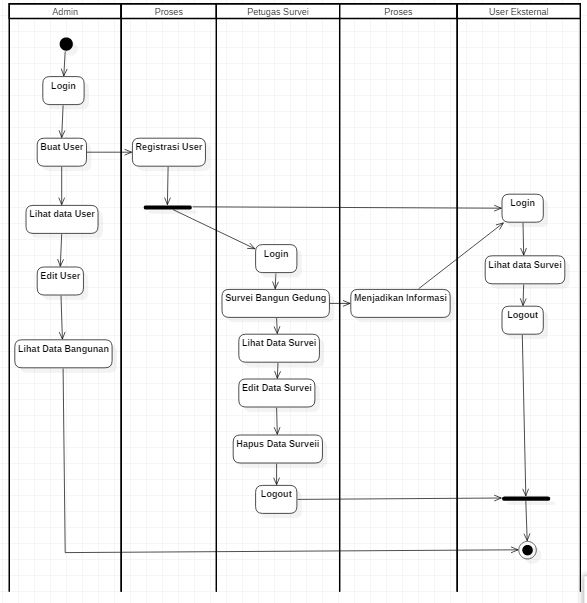 Admin
Proses
Petugas Survei
Proses
User Eksternal
Login
Buat User
Registrasi User
Lihat data User
Login
Login
Edit User
Lihat data Survei
Survei Bangun Gedung
Menjadikan Informasi
Logout
Lihat Data Bangunan
Lihat Data Survei
Edit Data Survei
Hapus Data Surveii
Logout